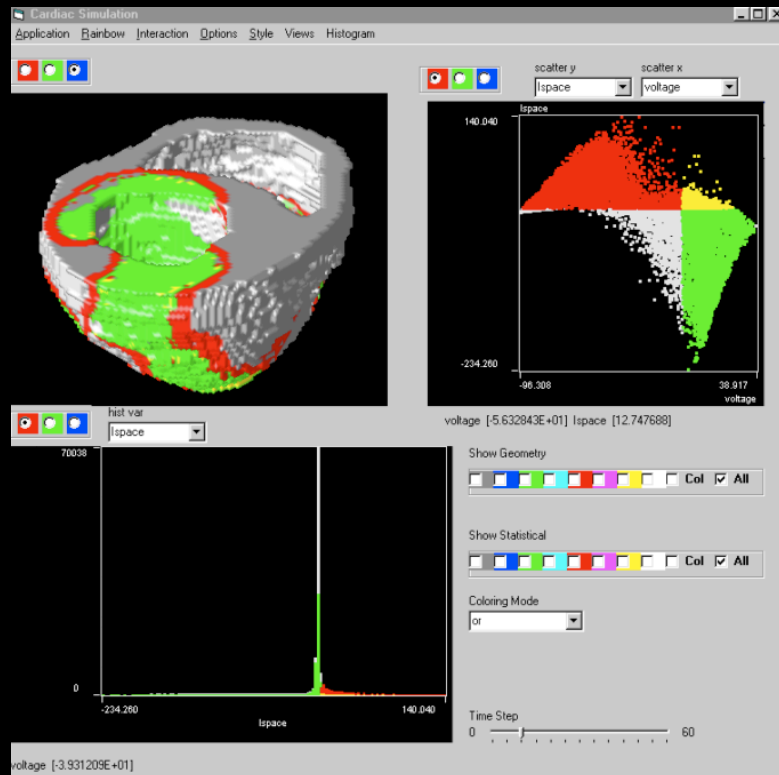 Cardiac Simulation
Application Rainbow Interaction Options Style Views Histogram
scatter y scatter x
Ispace voltage
Ispace
140.040
-234.260
-96.308 38.917
voltage
voltage [-5.632843E+01] Ispace [12.747688]
hist var
Ispace
70038
0
-234.260 140.040
Ispace
Show Geometry
Col All
Show Statistical
Col All
Coloring Mode
or
Time Step
0 60
voltage [-3.931209E+01]